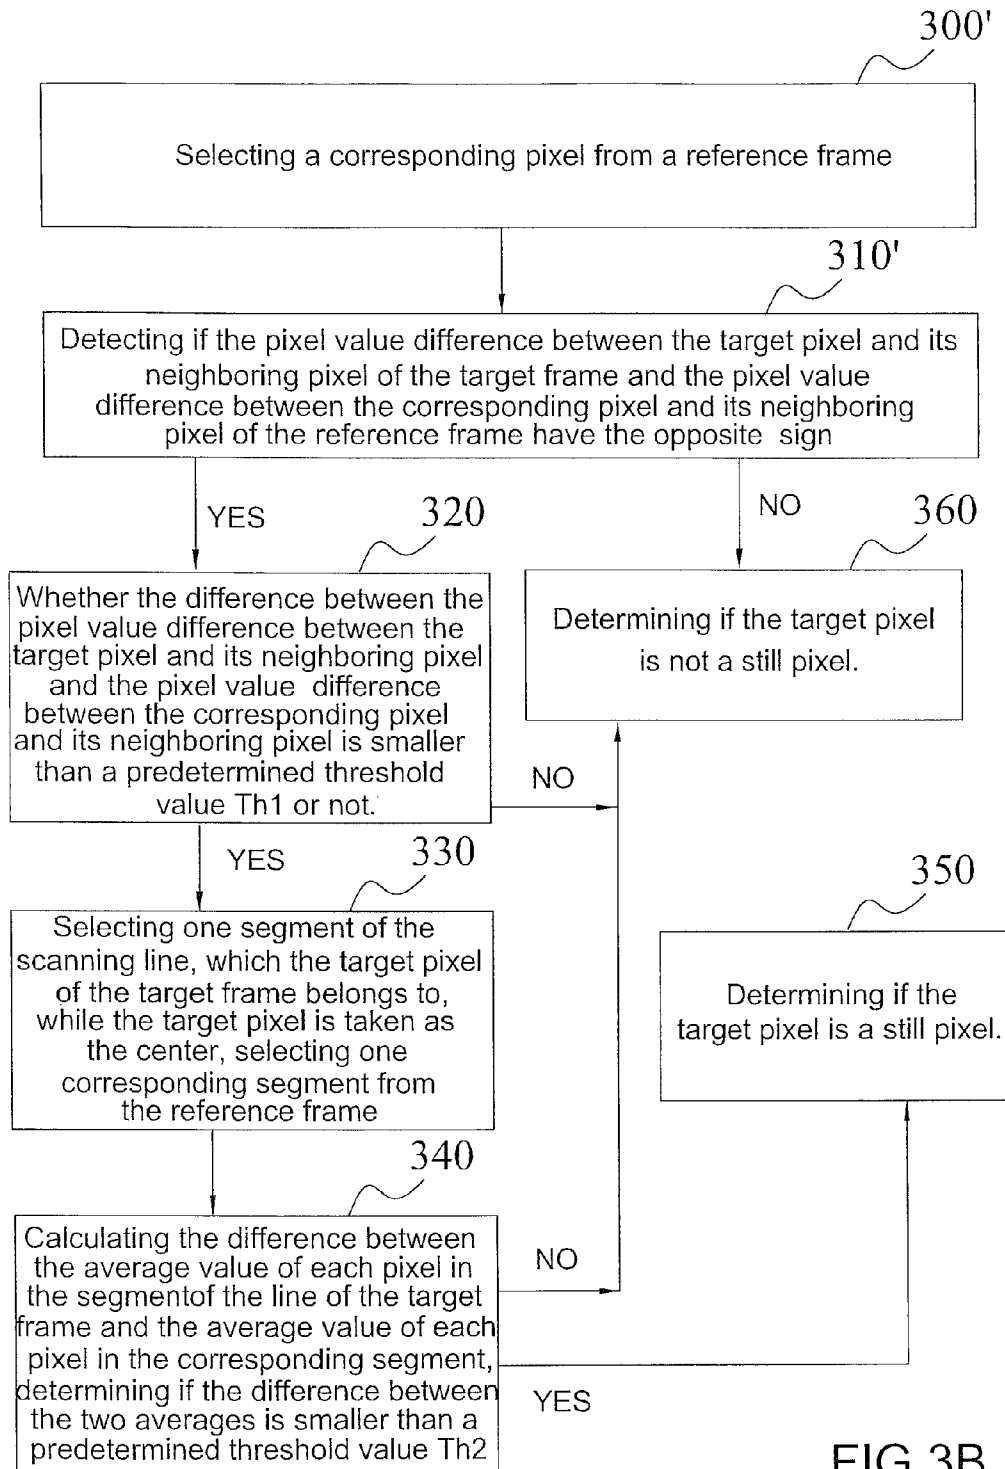 300'
Selecting a corresponding pixel from a reference frame
310'
Detecting if the pixel value difference between the target pixel and its
neighboring pixel of the target frame and the pixel value
difference between the corresponding pixel and its neighboring
pixel of the reference frame have the opposite sign
YES
NO
320
Whether the difference between the
pixel value difference between the
target pixel and its neighboring pixel
and the pixel value difference
between the corresponding pixel
and its neighboring pixel is smaller
than a predetermined threshold
value Th1 or not.
360
Determining if the target pixel
is not a still pixel.
NO
YES
330
Selecting one segment of the
scanning line, which the target pixel
of the target frame belongs to,
while the target pixel is taken as
the center, selecting one
corresponding segment from
the reference frame
350
Determining if the
target pixel is a still pixel.
340
Calculating the difference between
the average value of each pixel in
the segmentof the line of the target
frame and the average value of each
pixel in the corresponding segment,
determining if the difference between
the two averages is smaller than a
predetermined threshold value Th2
NO
YES
FIG.3B